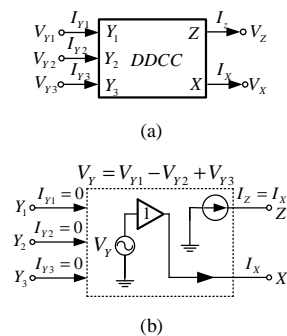 I_{Y1} I_z
V_{Y1} Y_1 Z V_Z
I_{Y2}
V_{Y2} Y_2 DDCC
I_{Y3} I_X
V_{Y3} Y_3 X V_X
(a)
V_Y = V_{Y1} - V_{Y2} + V_{Y3}
I_{Y1} = 0 I_Z = I_X
Y_1 1 Z
I_{Y2} = 0
Y_2 V_Y
I_{Y3} = 0 I_X
Y_3 X
(b)